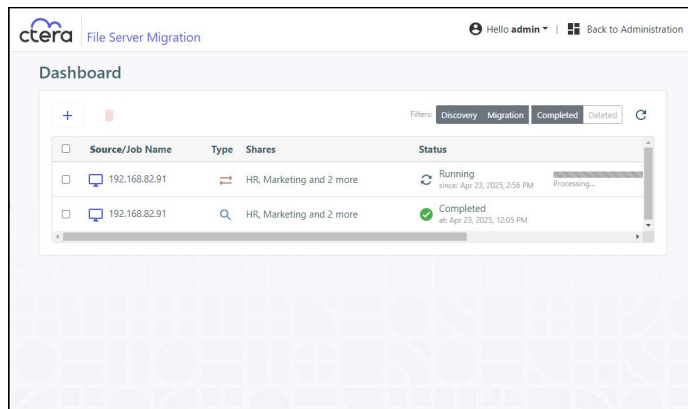 ctera File Server Migration
Hello admin | Back to Administration
Dashboard
+ Filters: Discovery Migration Completed Deleted
Source/Job Name Type Shares Status
192.168.82.91 HR, Marketing and 2 more Running
since: Apr 23, 2025, 2:56 PM Processing...
192.168.82.91 HR, Marketing and 2 more Completed
at: Apr 23, 2025, 12:05 PM